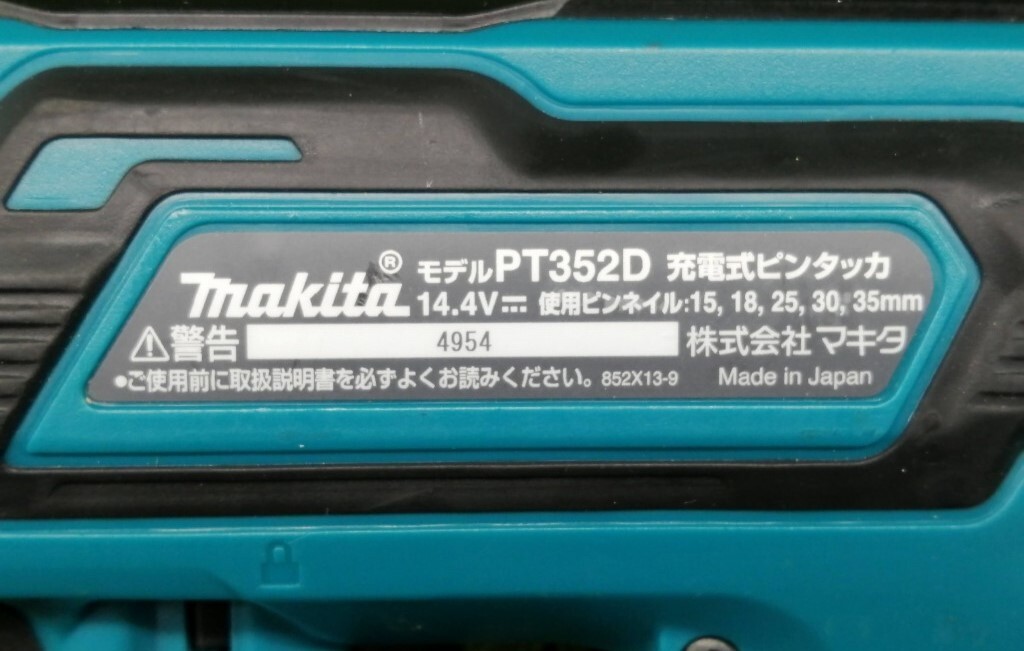 makita® モデルPT352D 充電式ピンタッカ
14.4V⎓ 使用ピンネイル:15, 18, 25, 30, 35mm
⚠警告 4954 株式会社 マキタ
●ご使用前に取扱説明書を必ずよくお読みください。 852X13-9 Made in Japan